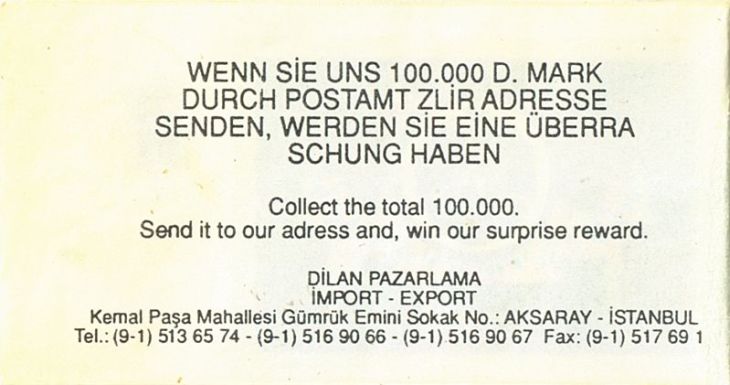 WENN SİE UNS 100.000 D. MARK
DURCH POSTAMT ZLİR ADRESSE
SENDEN, WERDEN SİE EİNE ÜBERRA
SCHUNG HABEN
Collect the total 100.000.
Send it to our adress and, win our surprise reward.
DİLAN PAZARLAMA
İMPORT - EXPORT
Kemal Paşa Mahallesi Gümrük Emini Sokak No.: AKSARAY - İSTANBUL
Tel.: (9-1) 513 65 74 - (9-1) 516 90 66 - (9-1) 516 90 67 Fax: (9-1) 517 69 1